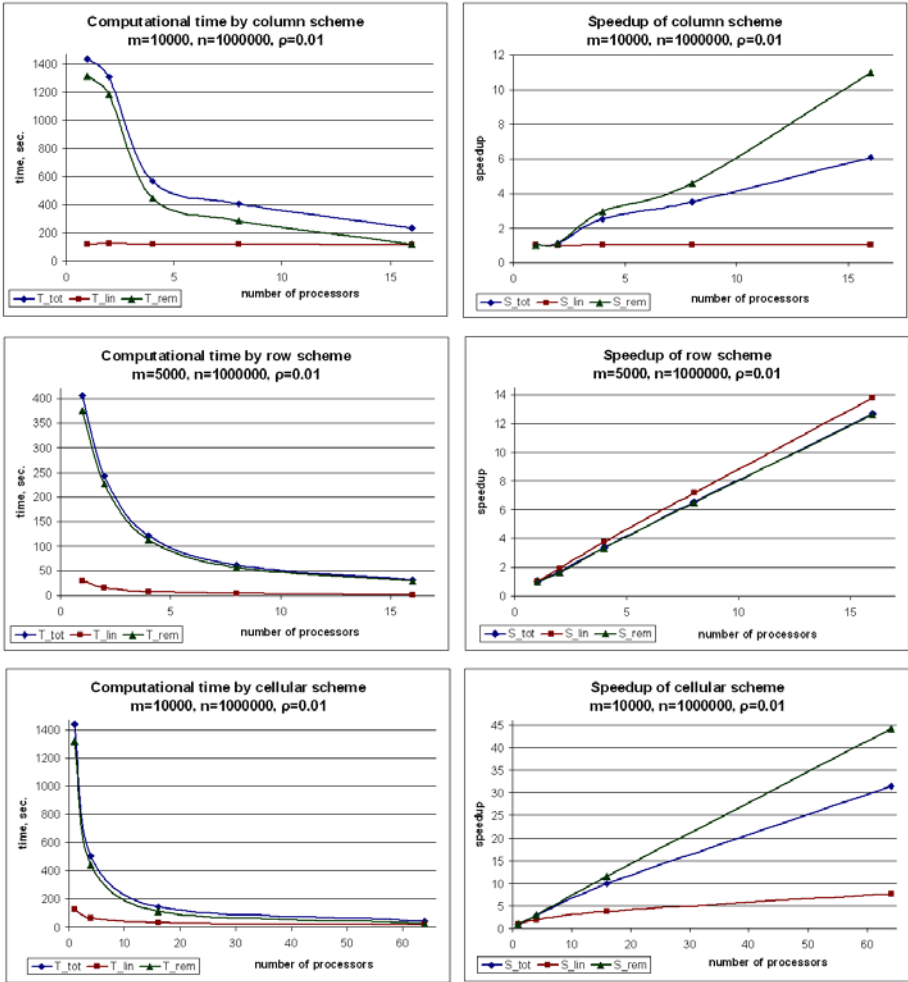 Computational time by column scheme
m=10000, n=1000000, ρ=0.01
time, sec.
1400
1200
1000
800
600
400
200
0
0 5 10 15
number of processors
T_tot T_lin T_rem
Speedup of column scheme
m=10000, n=1000000, ρ=0.01
speedup
12
10
8
6
4
2
0
0 5 10 15
number of processors
S_tot S_lin S_rem
Computational time by row scheme
m=5000, n=1000000, ρ=0.01
time, sec.
400
350
300
250
200
150
100
50
0
0 5 10 15
number of processors
T_tot T_lin T_rem
Speedup of row scheme
m=5000, n=1000000, ρ=0.01
speedup
14
12
10
8
6
4
2
0
0 5 10 15
number of processors
S_tot S_lin S_rem
Computational time by cellular scheme
m=10000, n=1000000, ρ=0.01
time, sec.
1400
1200
1000
800
600
400
200
0
0 10 20 30 40 50 60
number of processors
T_tot T_lin T_rem
Speedup of cellular scheme
m=10000, n=1000000, ρ=0.01
speedup
45
40
35
30
25
20
15
10
5
0
0 10 20 30 40 50 60
number of processors
S_tot S_lin S_rem